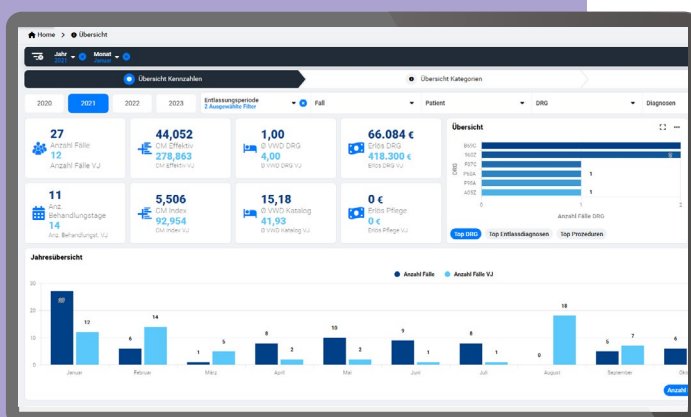 Home > Übersicht
Jahr
2021
Monat
Januar
Übersicht Kennzahlen
Übersicht Kategorien
2020 2021 2022 2023
Entlassungsperiode
2 Ausgewählte Filter
Fall
Patient
DRG
Diagnosen
27
Anzahl Fälle
12
Anzahl Fälle VJ
44,052
CM Effektiv
278,863
CM Effektiv VJ
1,00
Ø VWD DRG
4,00
Ø VWD DRG VJ
66.084 €
Erlös DRG
418.300 €
Erlös DRG VJ
11
Anz.
Behandlungstage
14
Anz. Behandlungst. VJ
5,506
CM Index
92,954
CM Index VJ
15,18
Ø VWD Katalog
41,93
Ø VWD Katalog VJ
0 €
Erlös Pflege
0 €
Erlös Pflege VJ
Übersicht
DRG
1
1
0 1 2
Anzahl Fälle DRG
Top DRG Top Entlassdiagnosen Top Prozeduren
Jahresübersicht
Anzahl Fälle Anzahl Fälle VJ
30
20
10
0
12
6 14
1 5
8 2
10 2
9 1
8 1
0 18
5 7
6
Januar Februar März April Mai Juni Juli August September Okt
Anzahl